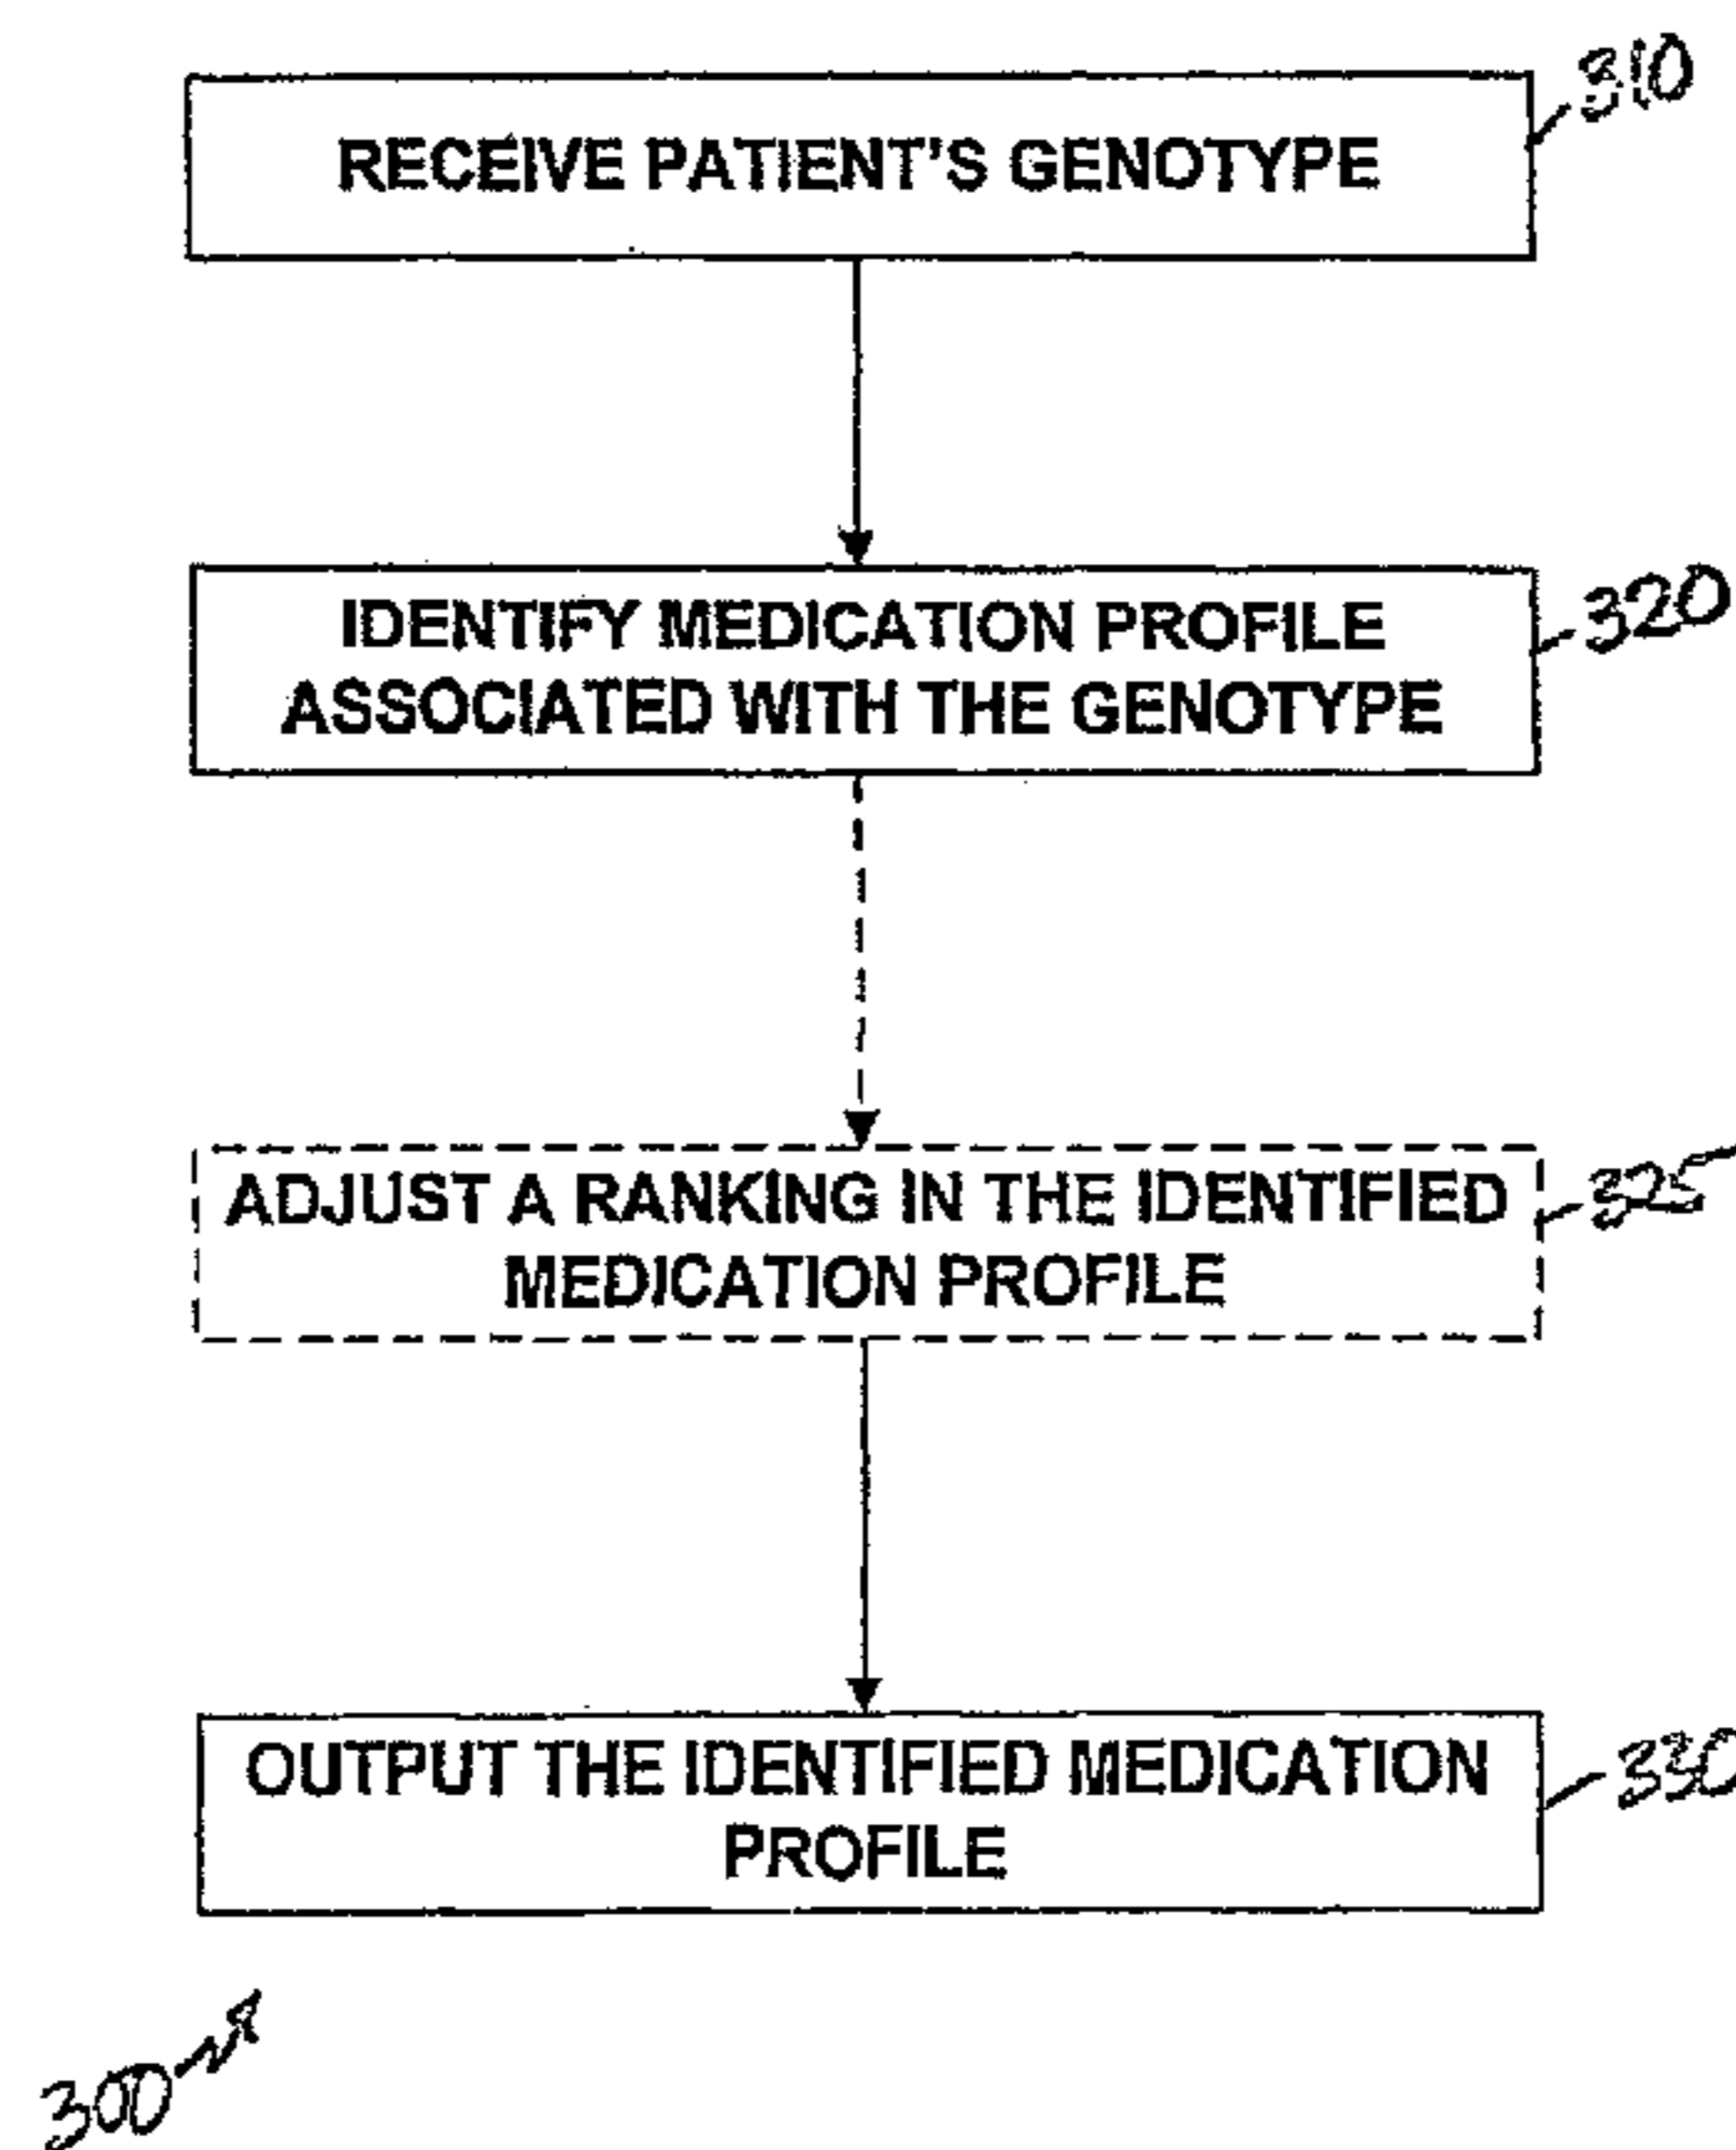 RECEIVE PATIENT'S GENOTYPE
310
IDENTIFY MEDICATION PROFILE
320
ASSOCIATED WITH THE GENOTYPE
ADJUST A RANKING IN THE IDENTIFIED
325
MEDICATION PROFILE
OUTPUT THE IDENTIFIED MEDICATION
330
PROFILE
300